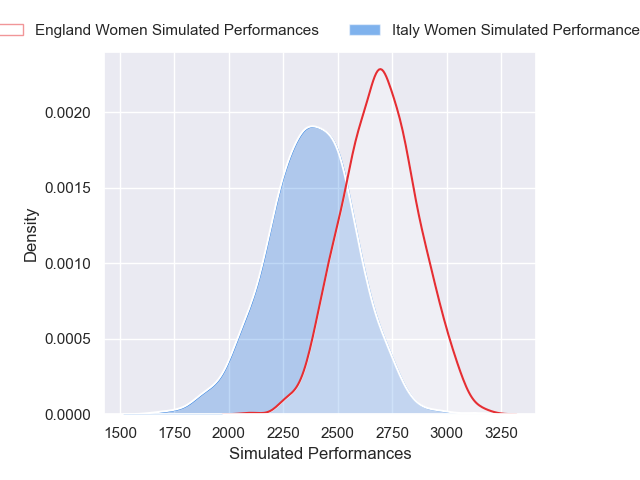 England Women Simulated Performances Italy Women Simulated Performance
0.0020
0.0015
0.0010
0.0005
0.0000
Density
1500 1750 2000 2250 2500 2750 3000 3250
Simulated Performances